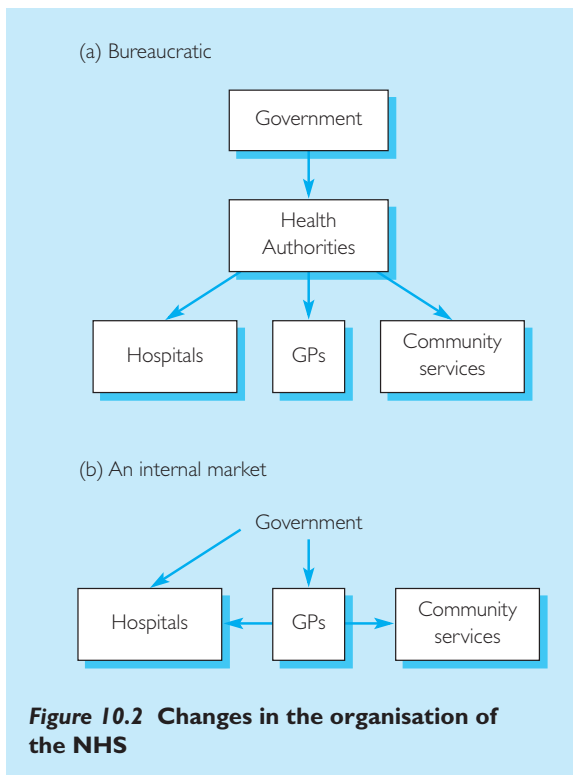 (a) Bureaucratic
Government
Health
Authorities
Hospitals
GPs
Community
services
(b) An internal market
Government
Hospitals
GPs
Community
services
Figure 10.2 Changes in the organisation of
the NHS